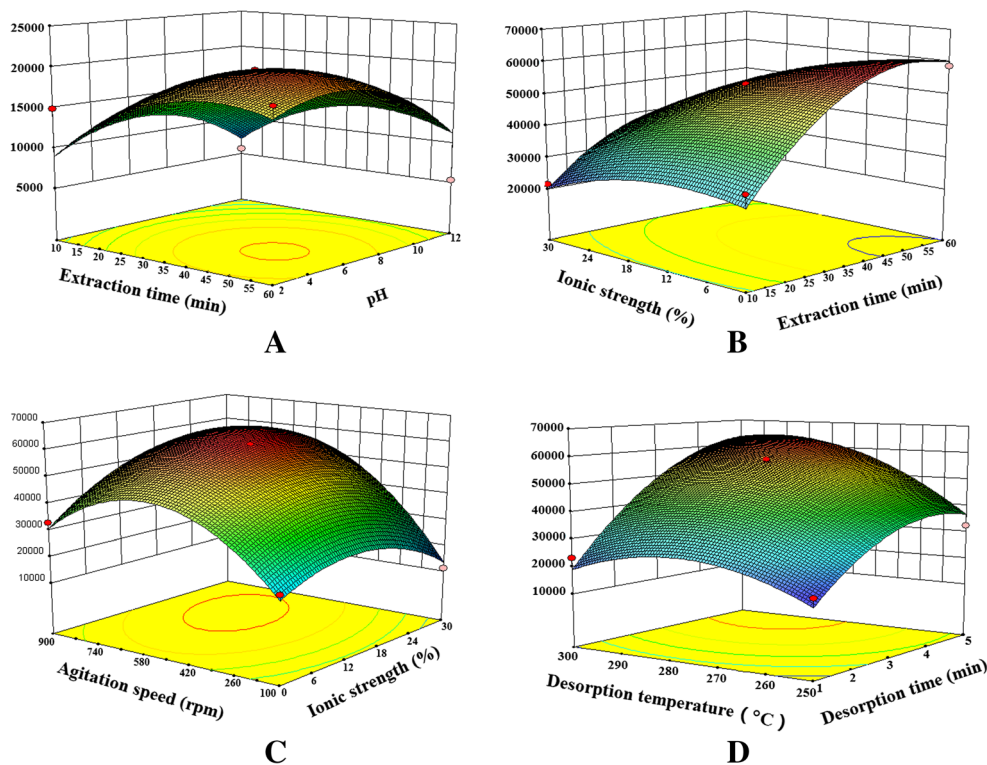 25000
20000
15000
10000
5000
10 15 20 25 30 35 40 45 50 55 60
2 4 6 8 10 12
Extraction time (min)
pH
A
70000
60000
50000
40000
30000
20000
30 24 18 12 6 0
10 15 20 25 30 35 40 45 50 55 60
Ionic strength (%)
Extraction time (min)
B
70000
60000
50000
40000
30000
20000
10000
900 740 580 420 260 100
0 6 12 18 24 30
Agitation speed (rpm)
Ionic strength (%)
C
70000
60000
50000
40000
30000
20000
10000
300 290 280 270 260 250
1 2 3 4 5
Desorption temperature ( °C )
Desorption time (min)
D